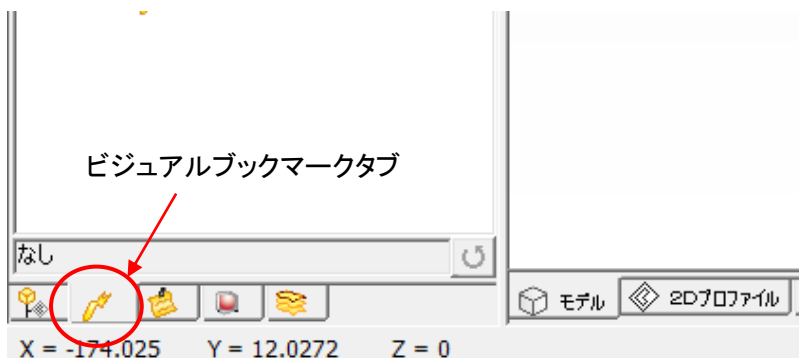 ビジュアルブックマークタブ
なし
モデル 2Dプロファイル
X = -174.025 Y = 12.0272 Z = 0